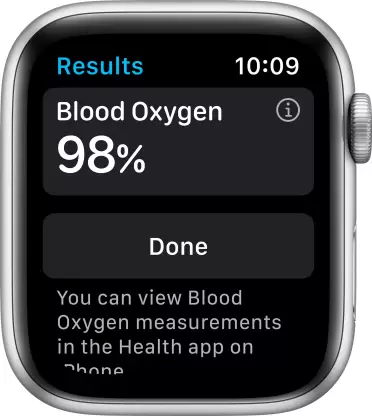 Results 10:09
Blood Oxygen
98%
Done
You can view Blood
Oxygen measurements
in the Health app on